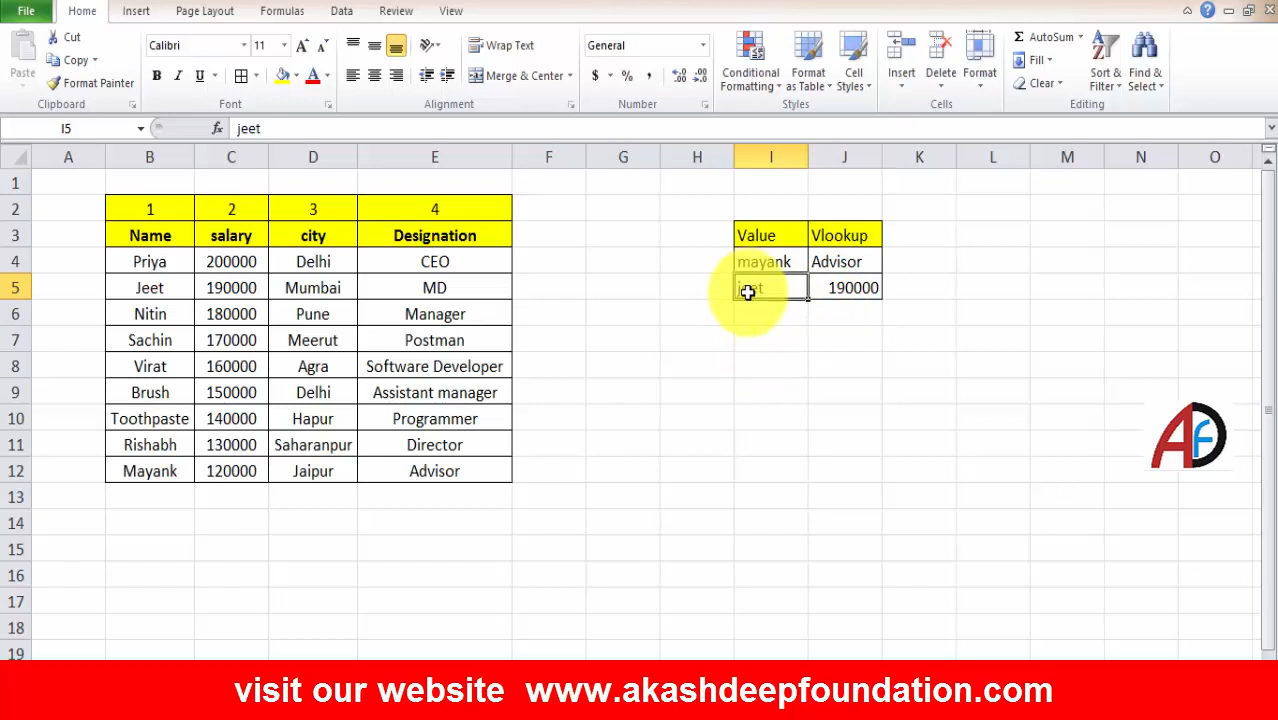 File Home Insert Page Layout Formulas Data Review View
Cut
Copy
Format Painter
Paste
Clipboard
Calibri 11
B I U
Font
Wrap Text
Merge & Center
Alignment
General
$ % ,
Number
Conditional Formatting
Format as Table
Cell Styles
Styles
Insert Delete Format
Cells
AutoSum
Fill
Clear
Sort & Filter
Find & Select
Editing
I5 fx jeet
A B C D E F G H I J K L M N O
1
2 1 2 3 4
3 Name salary city Designation Value Vlookup
4 Priya 200000 Delhi CEO mayank Advisor
5 Jeet 190000 Mumbai MD jeet 190000
6 Nitin 180000 Pune Manager
7 Sachin 170000 Meerut Postman
8 Virat 160000 Agra Software Developer
9 Brush 150000 Delhi Assistant manager
10 Toothpaste 140000 Hapur Programmer
11 Rishabh 130000 Saharanpur Director
12 Mayank 120000 Jaipur Advisor
13
14
15
16
17
18
19
visit our website www.akashdeepfoundation.com